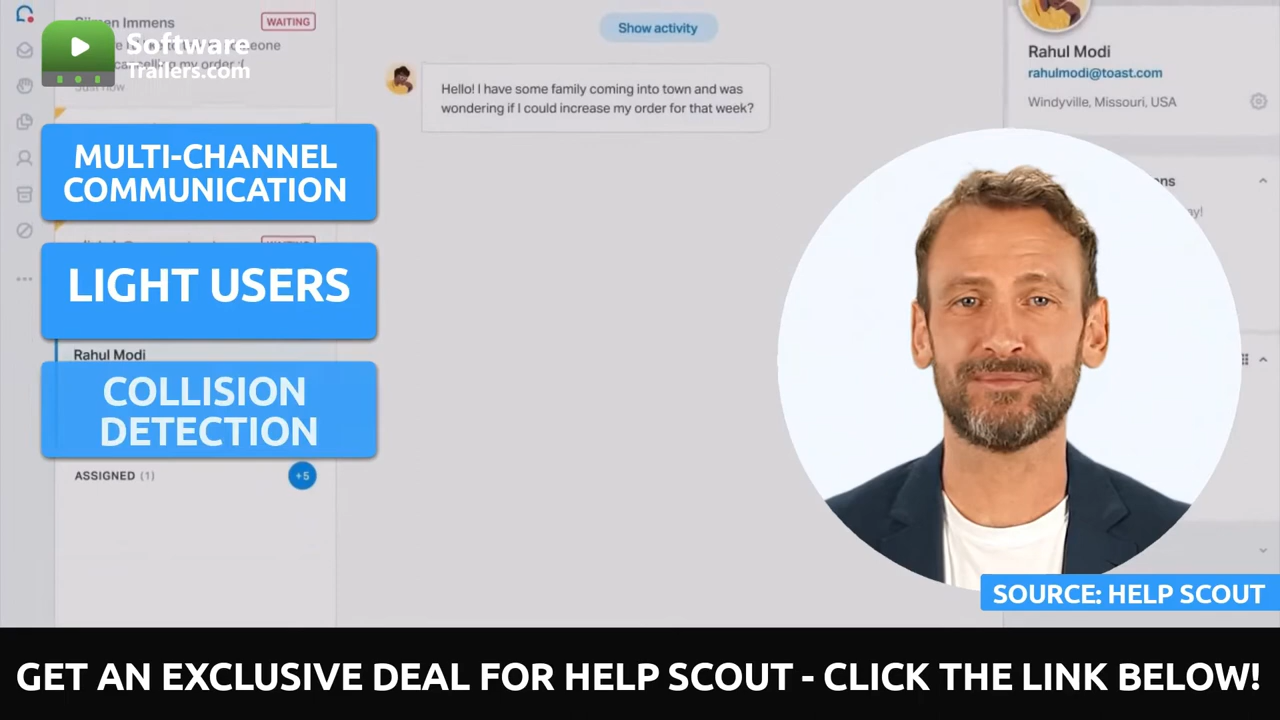 Immens
WAITING
Show activity
Software
Trailers.com
Just now
Hello! I have some family coming into town and was
wondering if I could increase my order for that week?
Rahul Modi
rahulmodi@toast.com
Windyville, Missouri, USA
MULTI-CHANNEL
COMMUNICATION
LIGHT USERS
Rahul Modi
COLLISION
DETECTION
ASSIGNED (1)
+5
SOURCE: HELP SCOUT
GET AN EXCLUSIVE DEAL FOR HELP SCOUT - CLICK THE LINK BELOW!